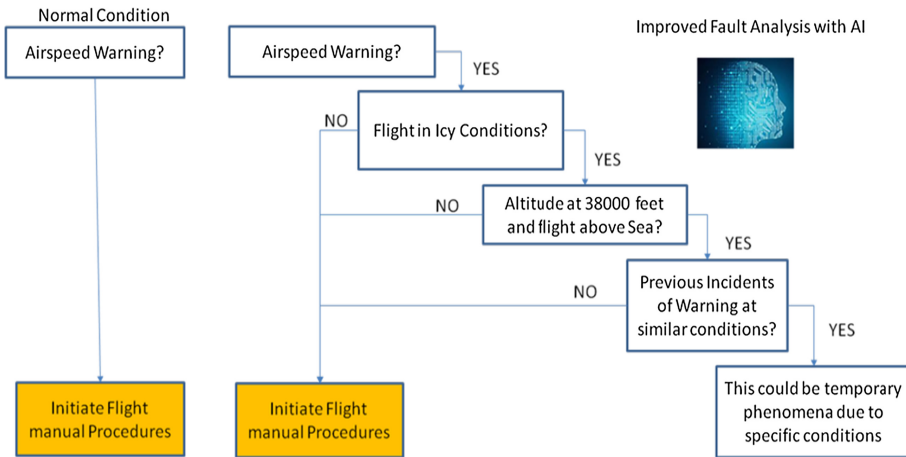 Normal Condition
Airspeed Warning?
Initiate Flight
manual Procedures
Improved Fault Analysis with AI
Airspeed Warning?
YES
Flight in Icy Conditions?
NO
YES
Altitude at 38000 feet
and flight above Sea?
NO
YES
Previous Incidents
of Warning at
similar conditions?
NO
YES
Initiate Flight
manual Procedures
This could be temporary
phenomena due to
specific conditions